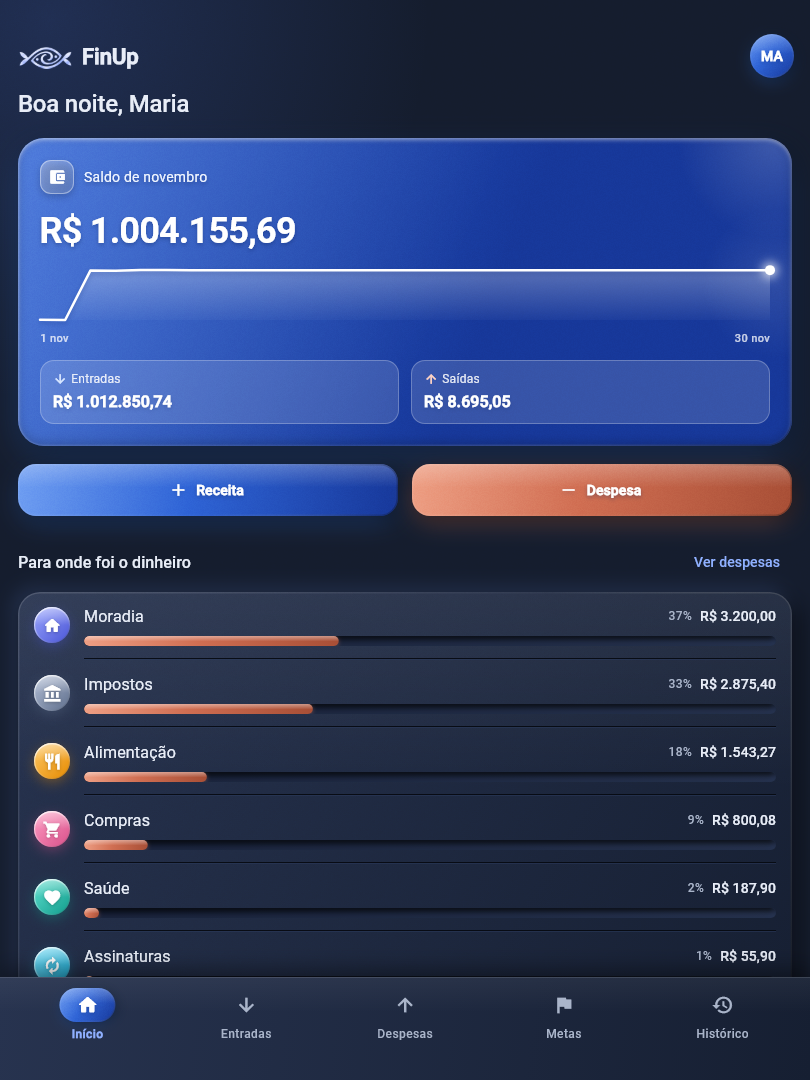 FinUp
MA
Boa noite, Maria
Saldo de novembro
R$ 1.004.155,69
1 nov
30 nov
Entradas
R$ 1.012.850,74
Saídas
R$ 8.695,05
Receita
Despesa
Para onde foi o dinheiro
Ver despesas
Moradia
37% R$ 3.200,00
Impostos
33% R$ 2.875,40
Alimentação
18% R$ 1.543,27
Compras
9% R$ 800,08
Saúde
2% R$ 187,90
Assinaturas
1% R$ 55,90
Início
Entradas
Despesas
Metas
Histórico